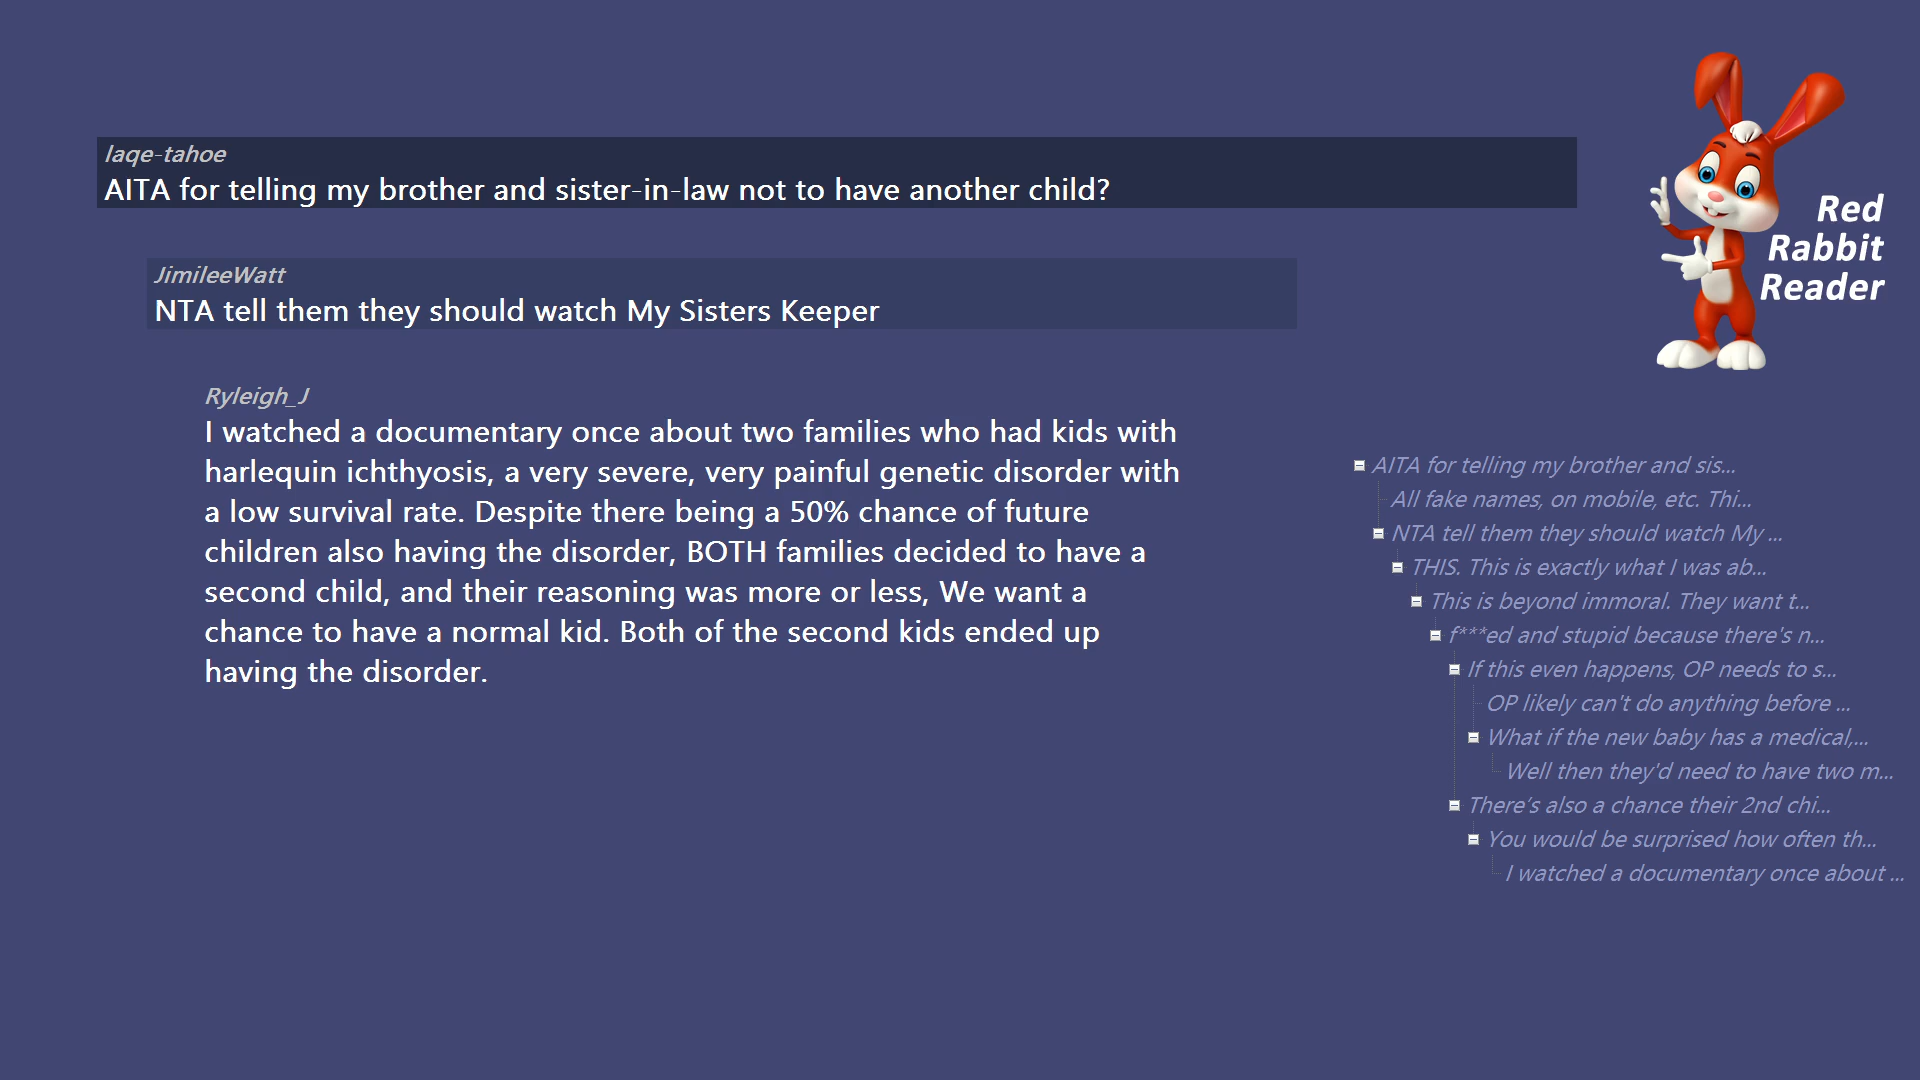 laqe-tahoe
AITA for telling my brother and sister-in-law not to have another child?
JimileeWatt
NTA tell them they should watch My Sisters Keeper
Ryleigh_J
I watched a documentary once about two families who had kids with
harlequin ichthyosis, a very severe, very painful genetic disorder with
a low survival rate. Despite there being a 50% chance of future
children also having the disorder, BOTH families decided to have a
second child, and their reasoning was more or less, We want a
chance to have a normal kid. Both of the second kids ended up
having the disorder.
Red
Rabbit
Reader
AITA for telling my brother and sis...
All fake names, on mobile, etc. Thi...
NTA tell them they should watch My ...
THIS. This is exactly what I was ab...
This is beyond immoral. They want t...
f***ed and stupid because there's n...
If this even happens, OP needs to s...
OP likely can't do anything before ...
What if the new baby has a medical,...
Well then they'd need to have two m...
There's also a chance their 2nd chi...
You would be surprised how often th...
I watched a documentary once about ...